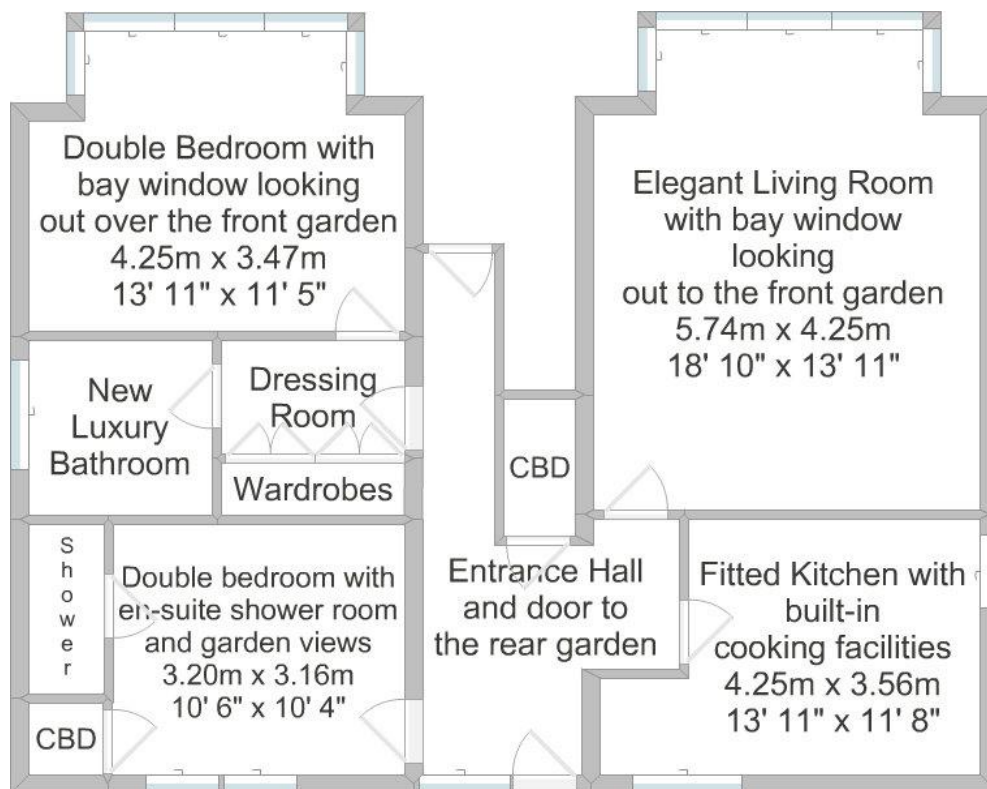 Double Bedroom with
bay window looking
out over the front garden
4.25m x 3.47m
13' 11" x 11' 5"
Elegant Living Room
with bay window
looking
out to the front garden
5.74m x 4.25m
18' 10" x 13' 11"
New
Luxury
Bathroom
Dressing
Room
Wardrobes
CBD
Shower
Double bedroom with
en-suite shower room
and garden views
3.20m x 3.16m
10' 6" x 10' 4"
CBD
Entrance Hall
and door to
the rear garden
Fitted Kitchen with
built-in
cooking facilities
4.25m x 3.56m
13' 11" x 11' 8"